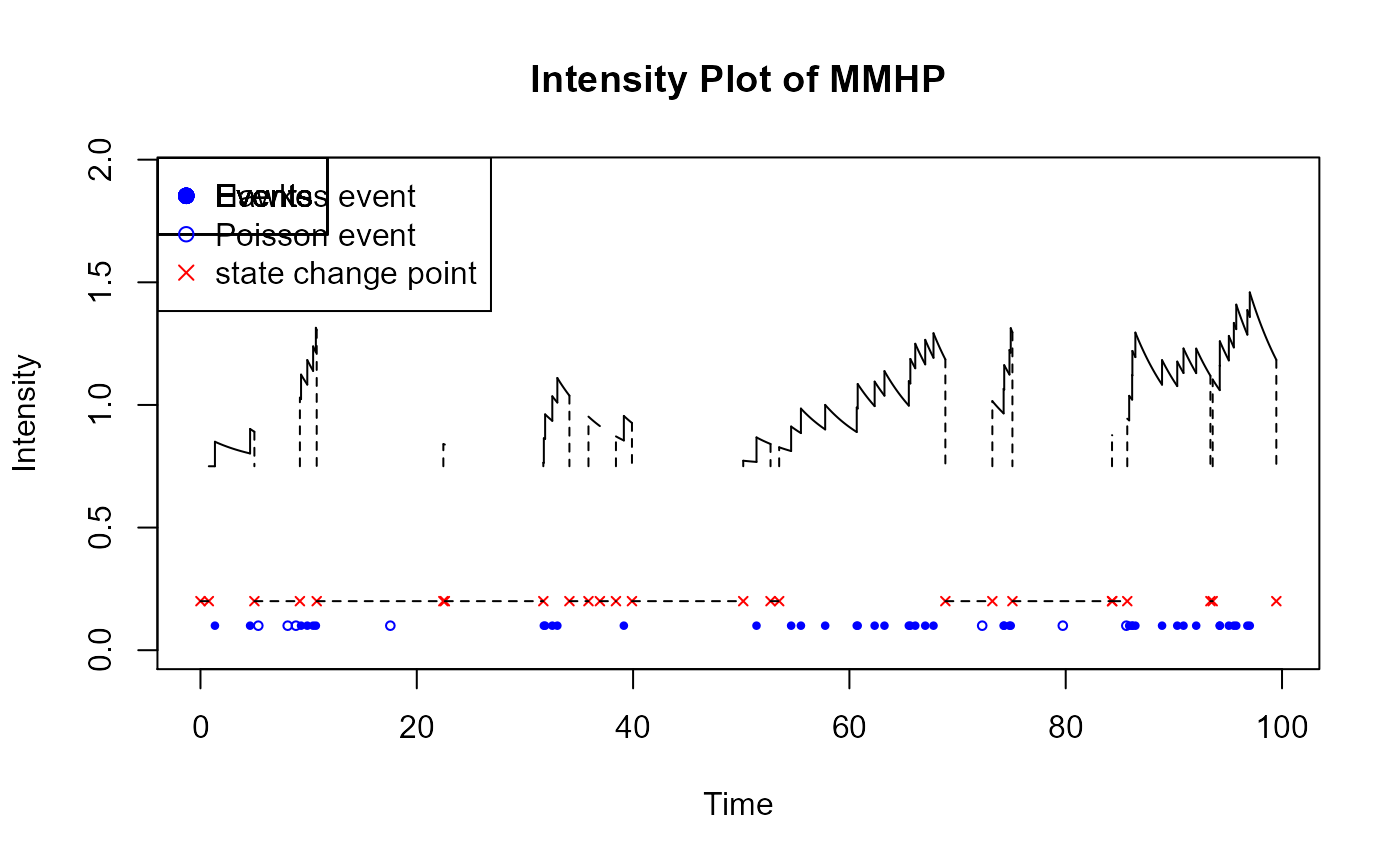 Intensity Plot of MMHP
Intensity
2.0
1.5
1.0
0.5
0.0
event
Poisson event
state change point
0 20 40 60 80 100
Time